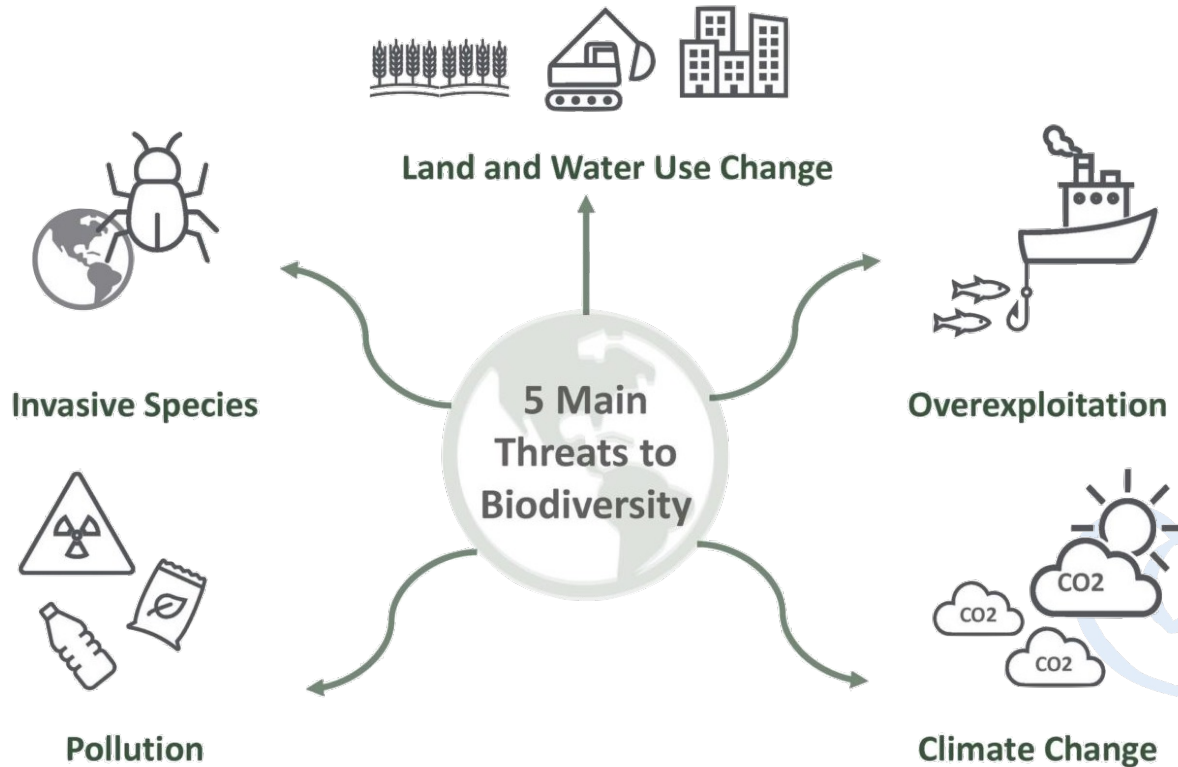 Land and Water Use Change
Invasive Species
Overexploitation
5 Main
Threats to
Biodiversity
CO2
CO2
CO2
Pollution
Climate Change